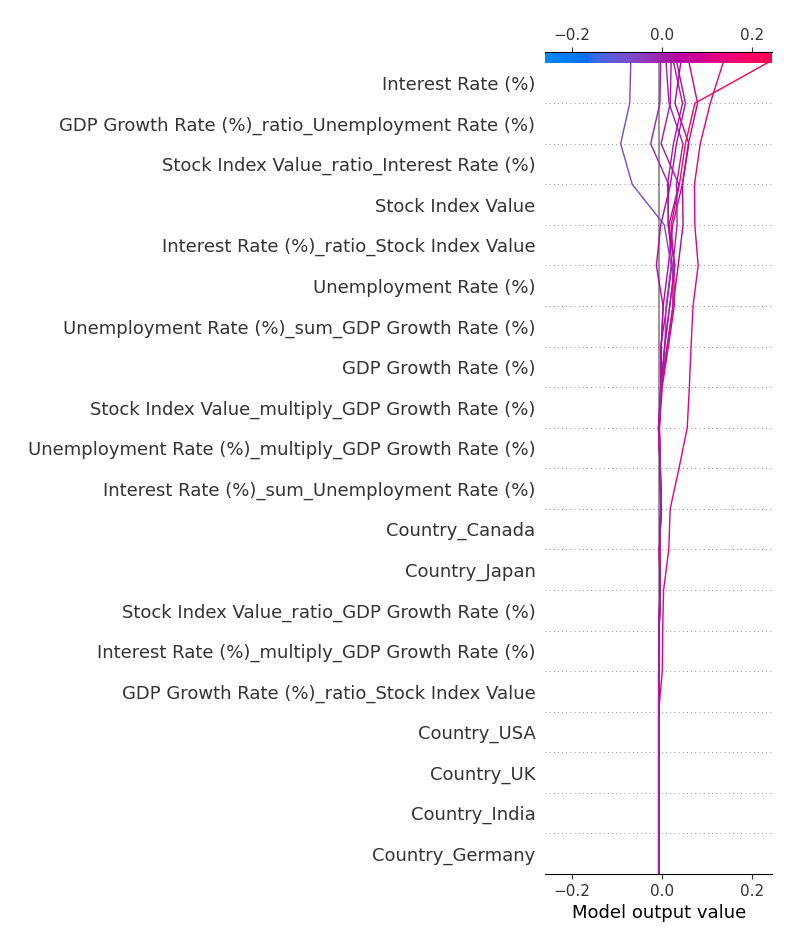 −0.2 0.0 0.2
Interest Rate (%)
GDP Growth Rate (%)_ratio_Unemployment Rate (%)
Stock Index Value_ratio_Interest Rate (%)
Stock Index Value
Interest Rate (%)_ratio_Stock Index Value
Unemployment Rate (%)
Unemployment Rate (%)_sum_GDP Growth Rate (%)
GDP Growth Rate (%)
Stock Index Value_multiply_GDP Growth Rate (%)
Unemployment Rate (%)_multiply_GDP Growth Rate (%)
Interest Rate (%)_sum_Unemployment Rate (%)
Country_Canada
Country_Japan
Stock Index Value_ratio_GDP Growth Rate (%)
Interest Rate (%)_multiply_GDP Growth Rate (%)
GDP Growth Rate (%)_ratio_Stock Index Value
Country_USA
Country_UK
Country_India
Country_Germany
−0.2 0.0 0.2
Model output value